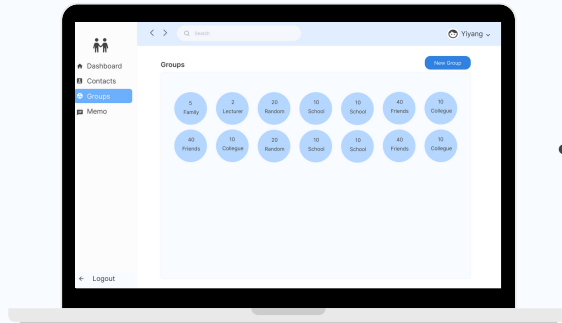 Search
Yiyang
Dashboard
Contacts
Groups
Memo
Logout
Groups
New Group
5
Family
2
Lecturer
20
Random
10
School
10
School
40
Friends
10
Collegue
40
Friends
10
Collegue
20
Random
10
School
10
School
40
Friends
10
Collegue